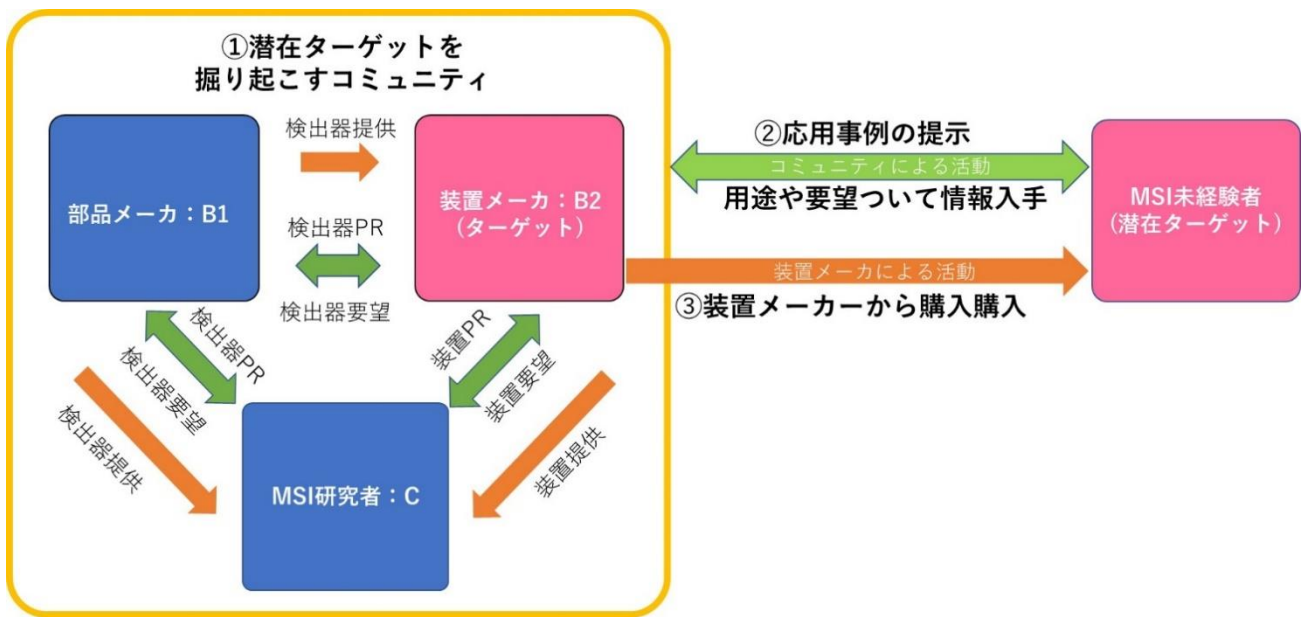 ①潜在ターゲットを
掘り起こすコミュニティ
部品メーカ：B1
検出器提供
検出器PR
検出器要望
装置メーカ：B2
(ターゲット)
検出器PR
検出器要望
検出器提供
装置PR
装置要望
装置提供
MSI研究者：C
②応用事例の提示
コミュニティによる活動
用途や要望ついて情報入手
装置メーカによる活動
③装置メーカーから購入購入
MSI未経験者
(潜在ターゲット)